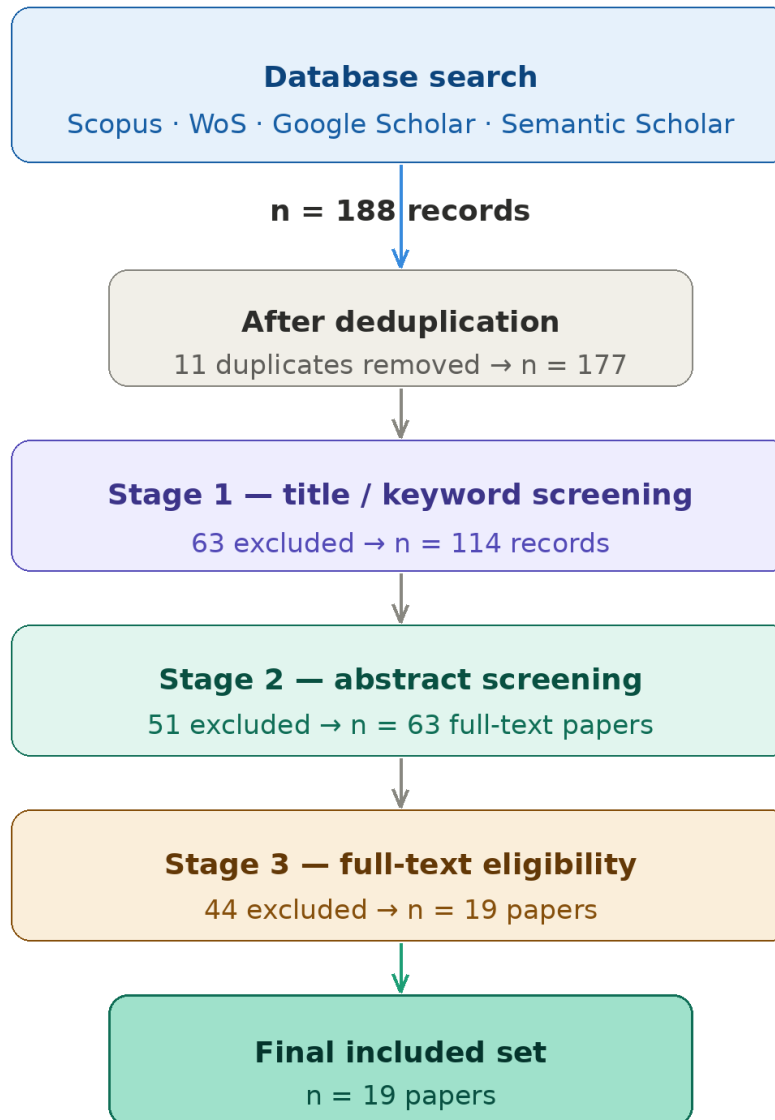 Database search
Scopus · WoS · Google Scholar · Semantic Scholar
n = 188 records
After deduplication
11 duplicates removed → n = 177
Stage 1 — title / keyword screening
63 excluded → n = 114 records
Stage 2 — abstract screening
51 excluded → n = 63 full-text papers
Stage 3 — full-text eligibility
44 excluded → n = 19 papers
Final included set
n = 19 papers